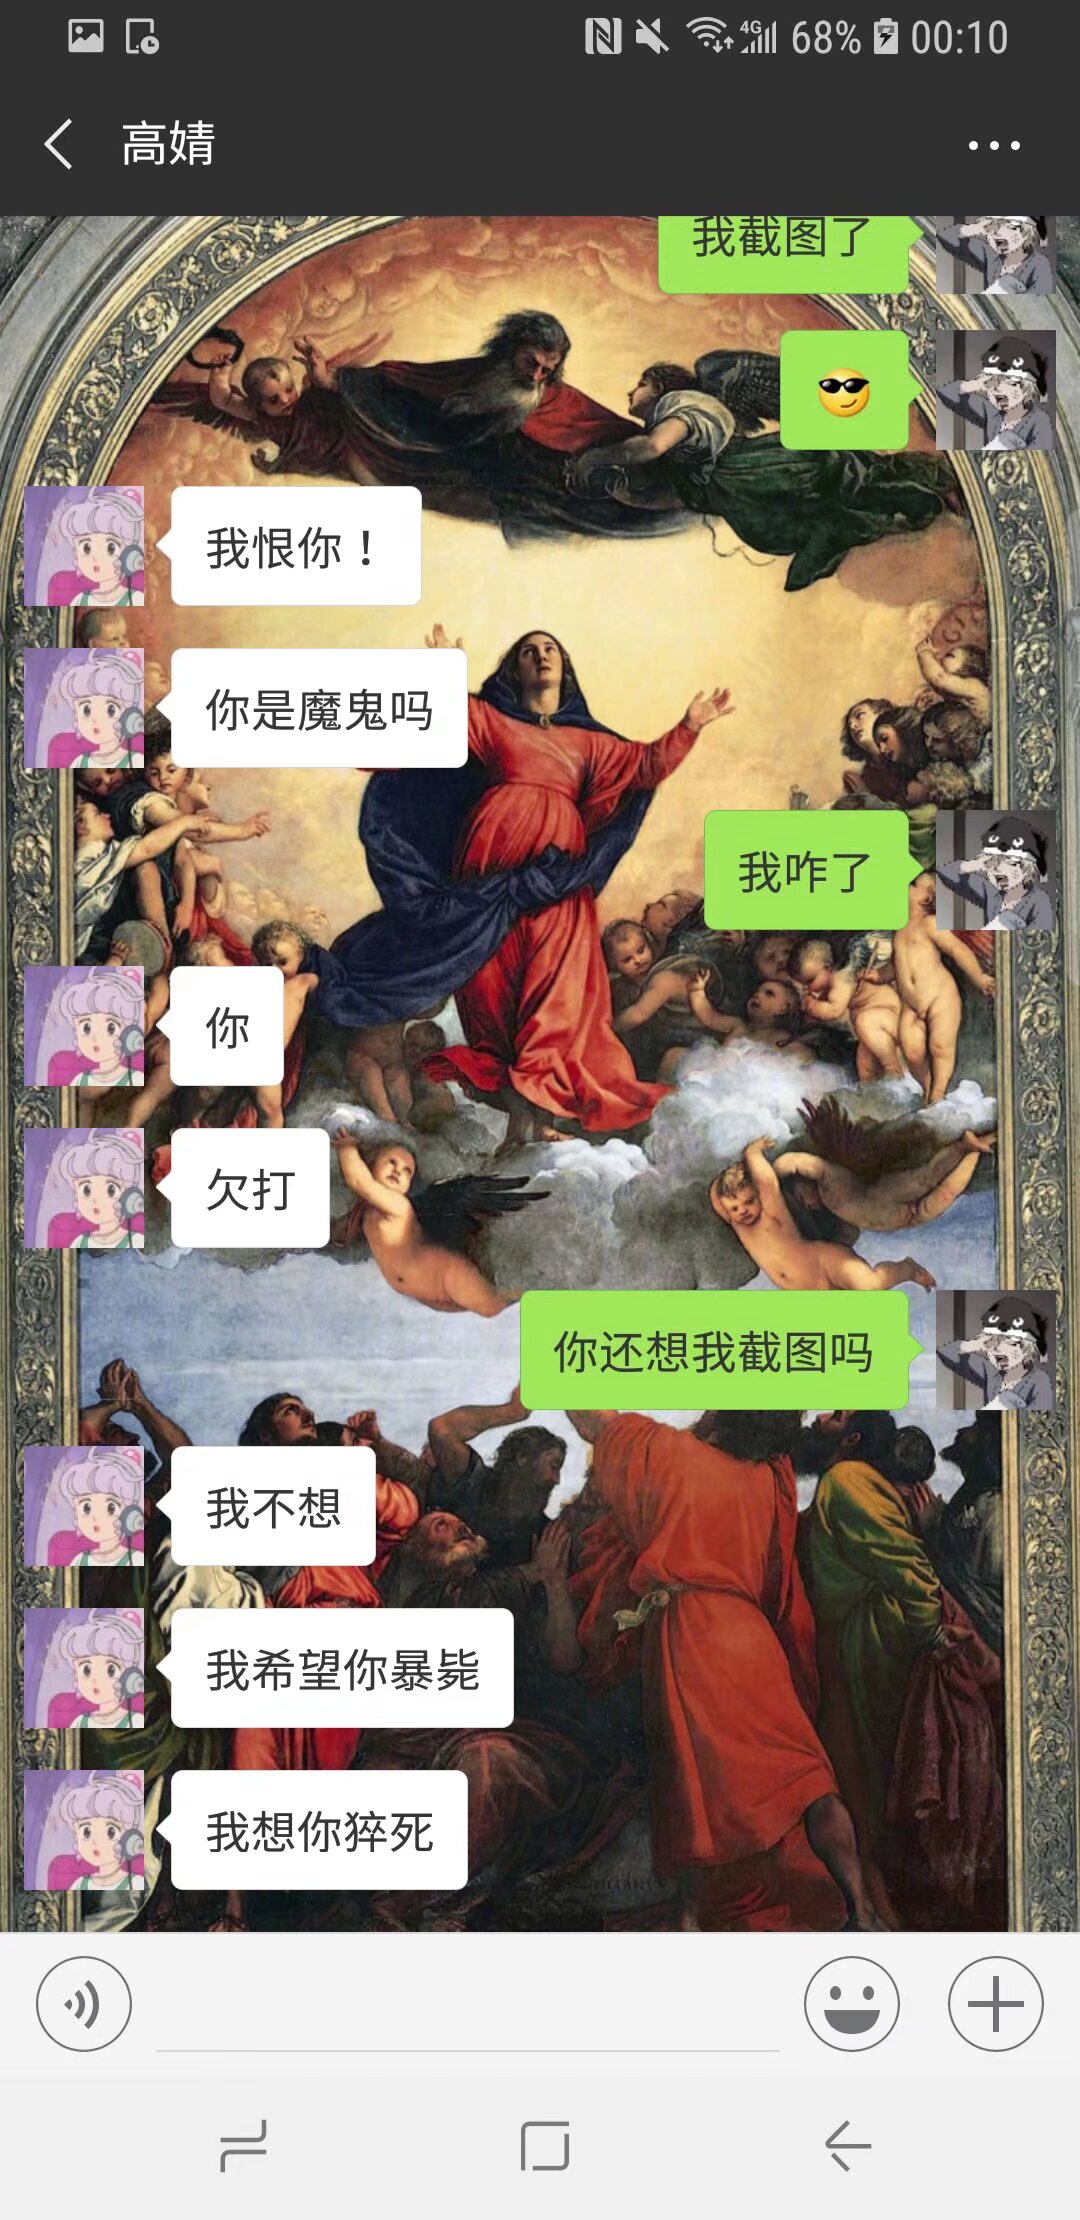 4G 68% 00:10
高婧
我截图了
😎
我恨你！
你是魔鬼吗
我咋了
你
欠打
你还想我截图吗
我不想
我希望你暴毙
我想你猝死